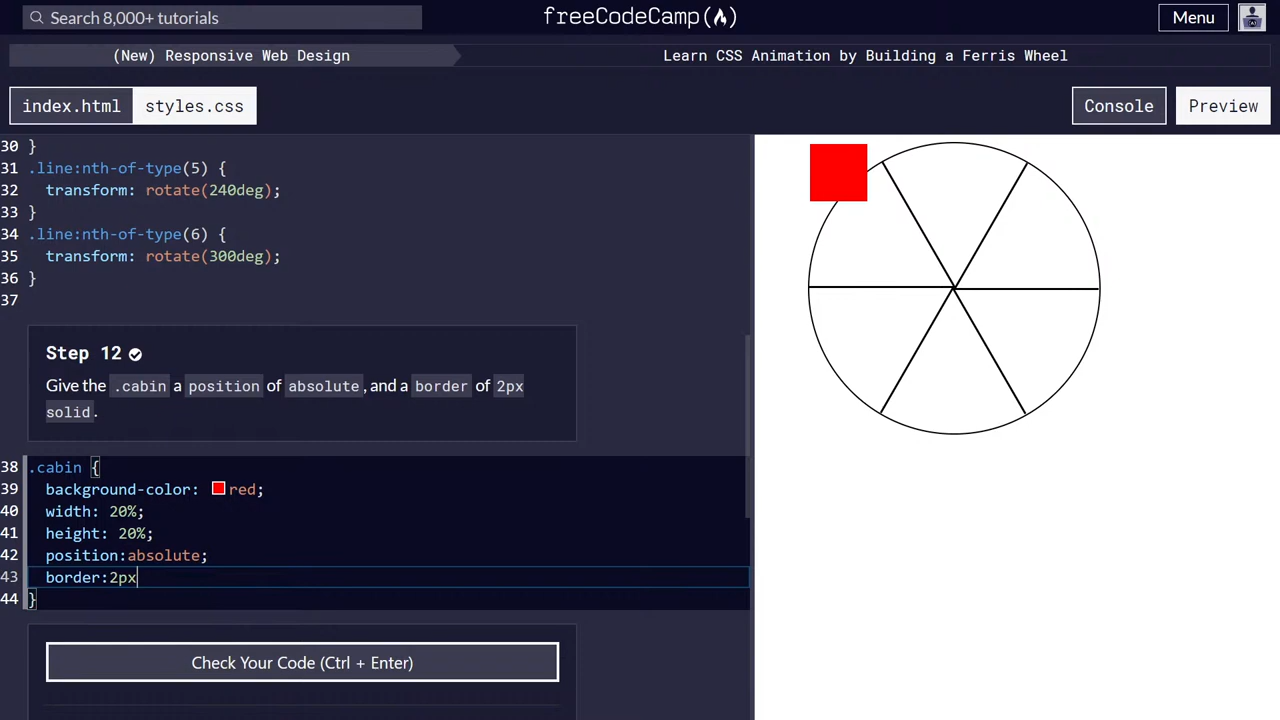 Search 8,000+ tutorials
freeCodeCamp
Menu
(New) Responsive Web Design
Learn CSS Animation by Building a Ferris Wheel
index.html
styles.css
Console
Preview
30 }
31 .line:nth-of-type(5) {
32 transform: rotate(240deg);
33 }
34 .line:nth-of-type(6) {
35 transform: rotate(300deg);
36 }
37
Step 12
Give the .cabin a position of absolute, and a border of 2px
solid.
38 .cabin {
39 background-color: red;
40 width: 20%;
41 height: 20%;
42 position:absolute;
43 border:2px
44 }
Check Your Code (Ctrl + Enter)